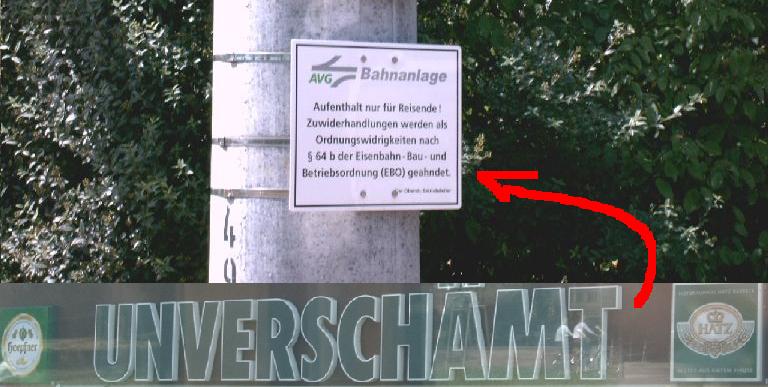 AVG Bahnanlage
Aufenthalt nur für Reisende!
Zuwiderhandlungen werden als
Ordnungswidrigkeiten nach
§ 64 b der Eisenbahn-Bau- und
Betriebsordnung (EBO) geahndet.
49
UNVERSCHÄMT
Hoepfner
HATZ